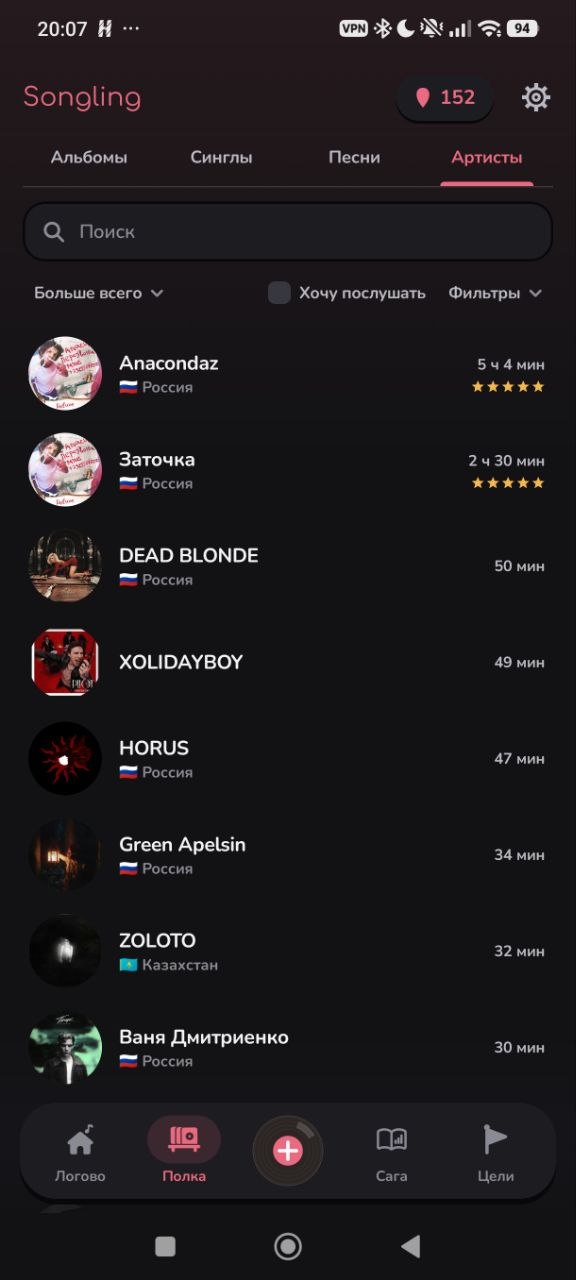 20:07
VPN
94
Songling
152
Альбомы Синглы Песни Артисты
Поиск
Больше всего Хочу послушать Фильтры
Anacondaz
5 ч 4 мин
Россия
Заточка
2 ч 30 мин
Россия
DEAD BLONDE
Россия
50 мин
XOLIDAYBOY
49 мин
HORUS
Россия
47 мин
Green Apelsin
Россия
34 мин
ZOLOTO
Казахстан
32 мин
Ваня Дмитриенко
Россия
30 мин
Логово Полка Сага Цели